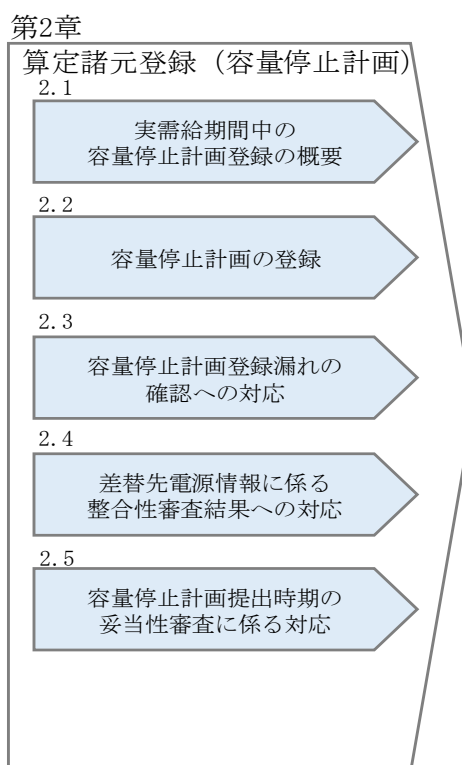 第2章
算定諸元登録（容量停止計画）
2.1
実需給期間中の
容量停止計画登録の概要
2.2
容量停止計画の登録
2.3
容量停止計画登録漏れの
確認への対応
2.4
差替先電源情報に係る
整合性審査結果への対応
2.5
容量停止計画提出時期の
妥当性審査に係る対応